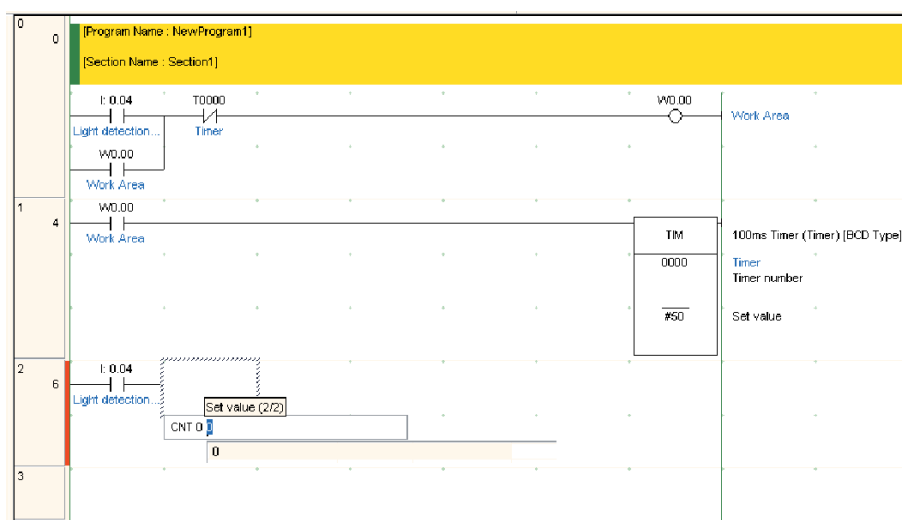 0
0
[Program Name : NewProgram1]
[Section Name : Section1]
I: 0.04
T0000
W0.00
Light detection...
Timer
Work Area
W0.00
Work Area
1
4
W0.00
Work Area
TIM
100ms Timer (Timer) [BCD Type]
0000
Timer
Timer number
#50
Set value
2
6
I: 0.04
Light detection...
Set value (2/2)
CNT 0 0
0
3